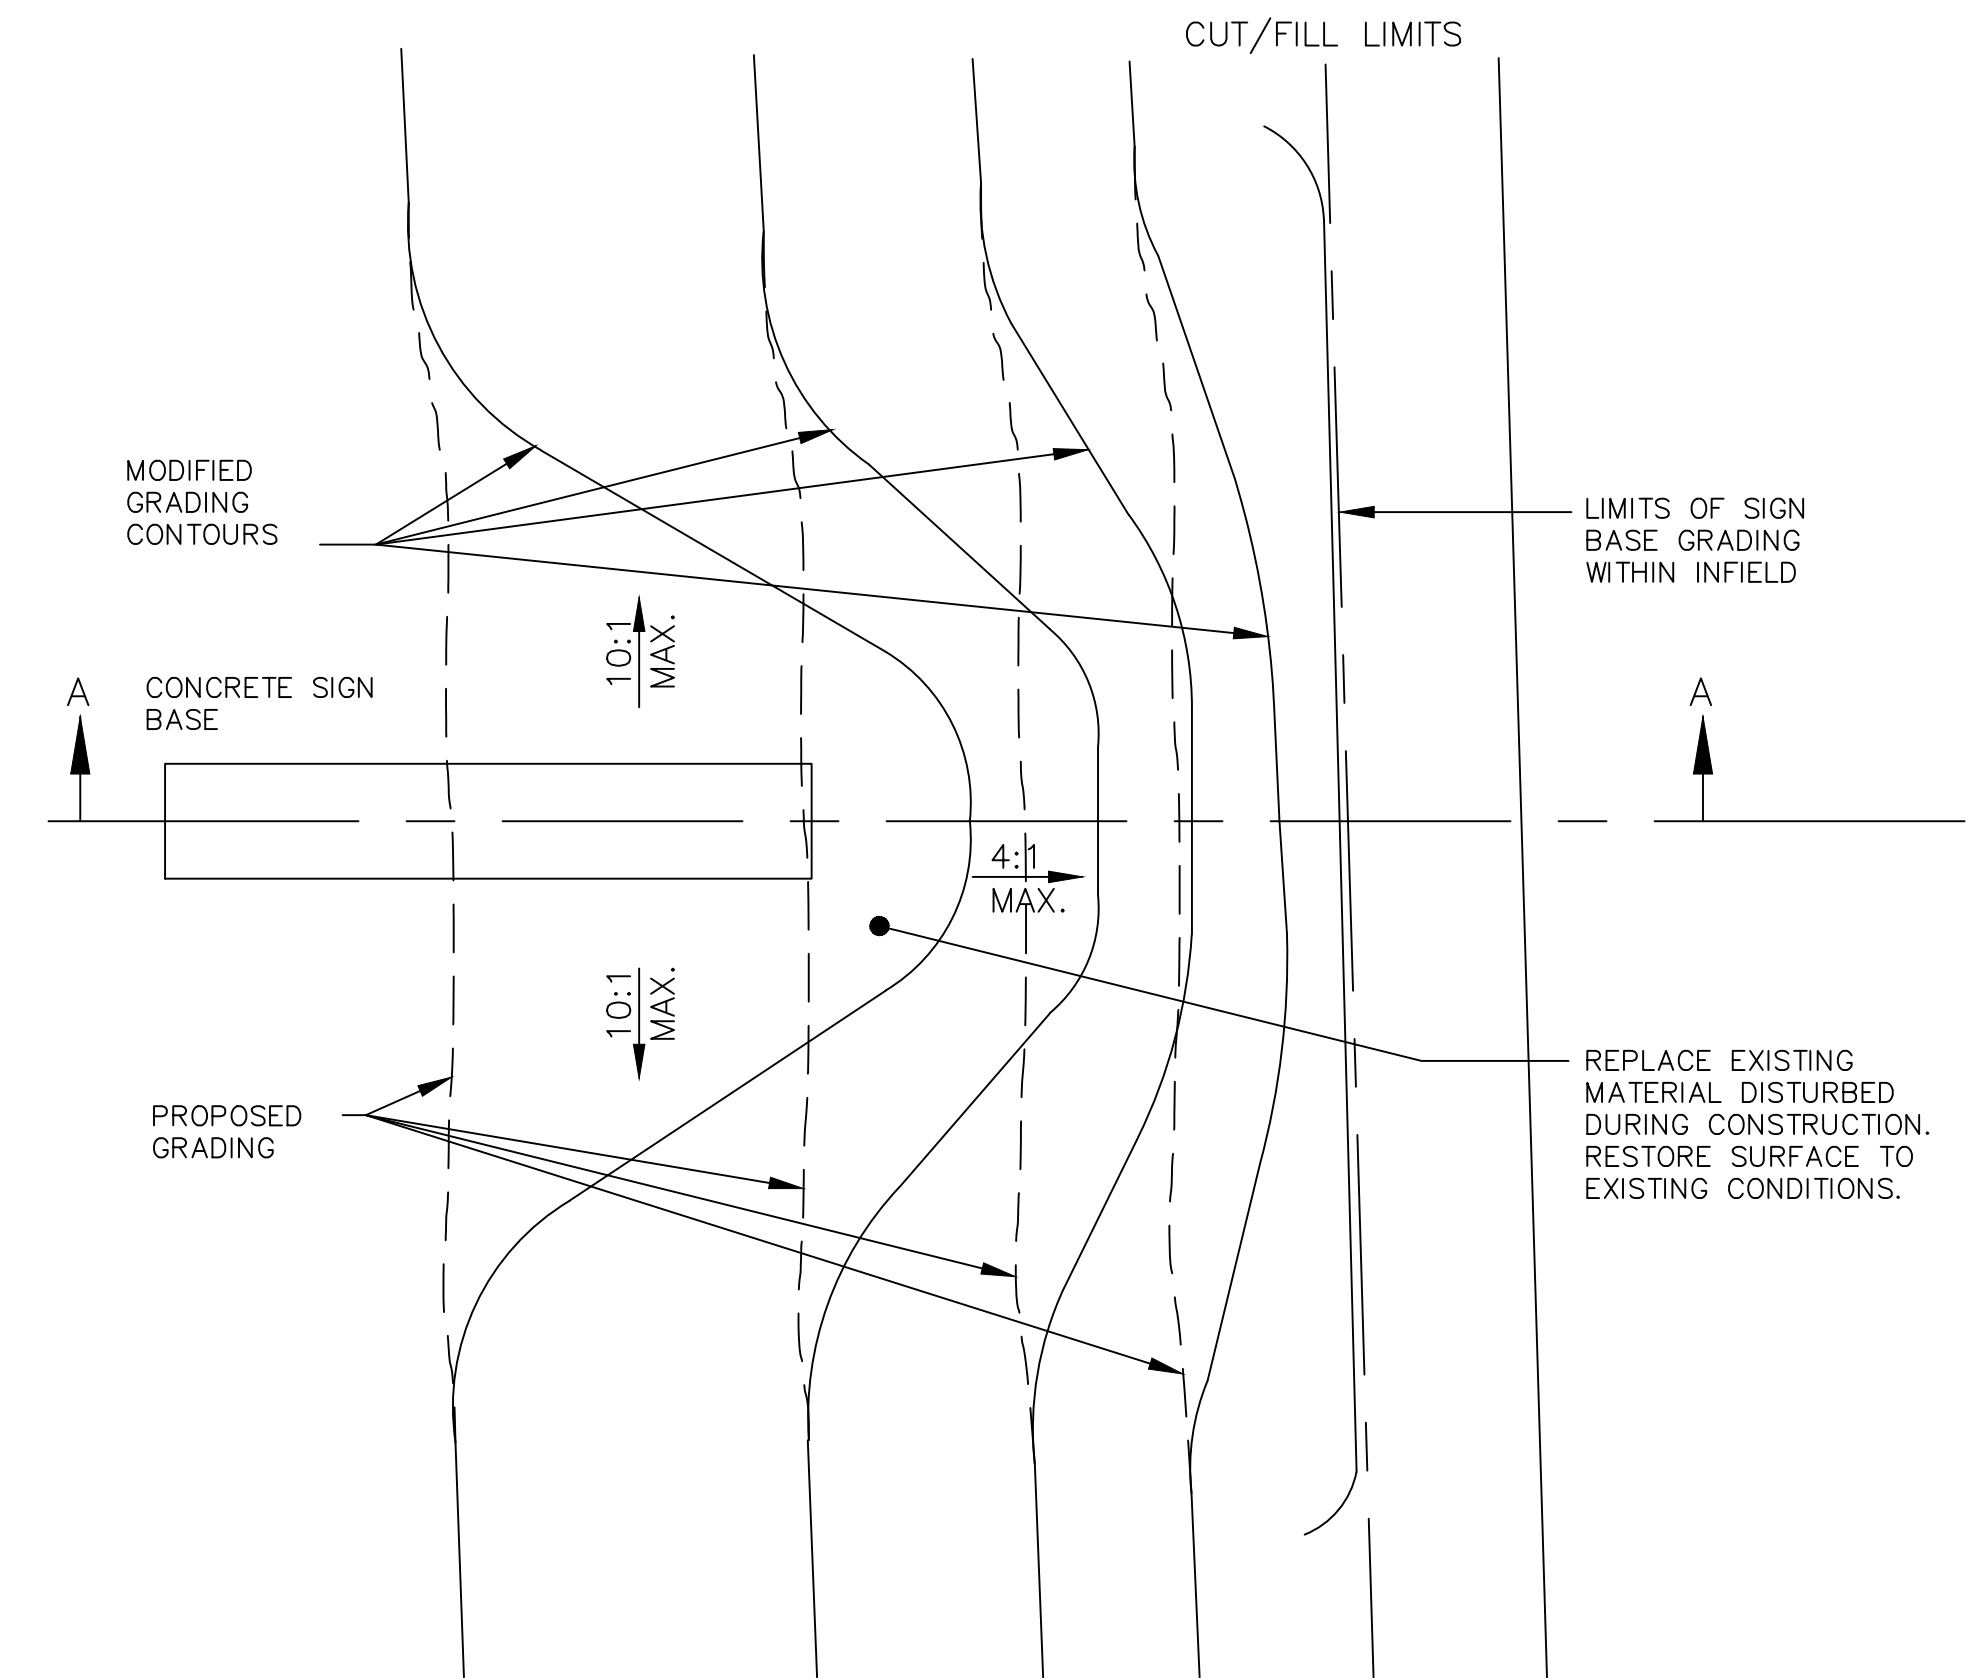 CUT/FILL LIMITS
MODIFIED
GRADING
CONTOURS
LIMITS OF SIGN
BASE GRADING
WITHIN INFIELD
10:1
MAX.
A
CONCRETE SIGN
BASE
A
4:1
MAX.
10:1
MAX.
PROPOSED
GRADING
REPLACE EXISTING
MATERIAL DISTURBED
DURING CONSTRUCTION.
RESTORE SURFACE TO
EXISTING CONDITIONS.